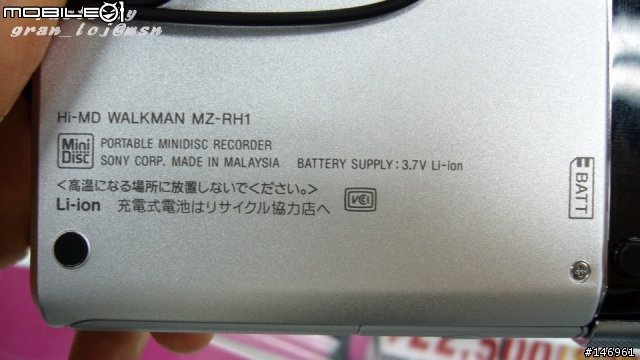 MOBILE01
gran_loj@msn
Hi-MD WALKMAN MZ-RH1
Mini Disc
PORTABLE MINIDISC RECORDER
SONY CORP. MADE IN MALAYSIA BATTERY SUPPLY: 3.7V Li-ion
<高温になる場所に放置しないでください。>
Li-ion 充電式電池はリサイクル協力店へ
VCI
BATT
#146961